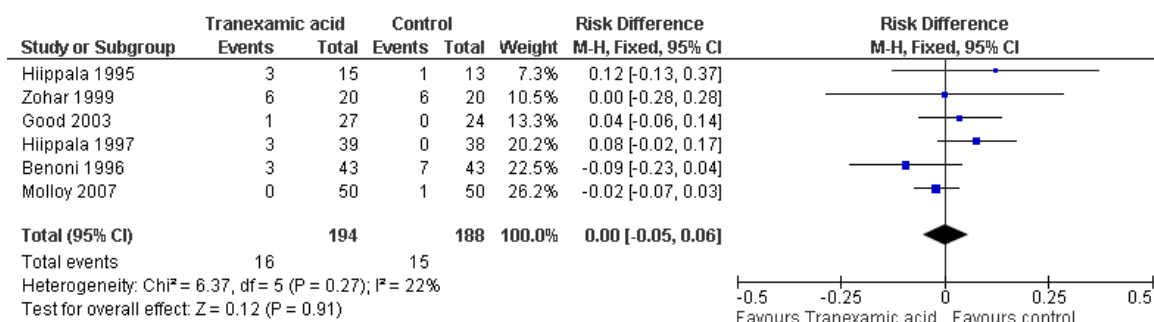 Tranexamic acid Control Risk Difference Risk Difference
Study or Subgroup Events Total Events Total Weight M-H, Fixed, 95% CI M-H, Fixed, 95% CI
Hiippala 1995 3 15 1 13 7.3% 0.12 [-0.13, 0.37]
Zohar 1999 6 20 6 20 10.5% 0.00 [-0.28, 0.28]
Good 2003 1 27 0 24 13.3% 0.04 [-0.06, 0.14]
Hiippala 1997 3 39 0 38 20.2% 0.08 [-0.02, 0.17]
Benoni 1996 3 43 7 43 22.5% -0.09 [-0.23, 0.04]
Molloy 2007 0 50 1 50 26.2% -0.02 [-0.07, 0.03]
Total (95% CI) 194 188 100.0% 0.00 [-0.05, 0.06]
Total events 16 15
Heterogeneity: Chi² = 6.37, df = 5 (P = 0.27); I² = 22%
Test for overall effect: Z = 0.12 (P = 0.91)
-0.5 -0.25 0 0.25 0.5
Favours Tranexamic acid Favours control